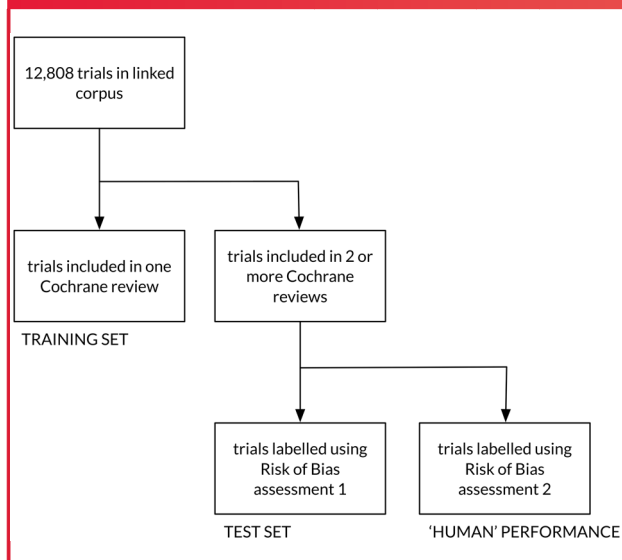 12,808 trials in linked
corpus
trials included in one
Cochrane review
trials included in 2 or
more Cochrane
reviews
TRAINING SET
trials labelled using
Risk of Bias
assessment 1
trials labelled using
Risk of Bias
assessment 2
TEST SET
‘HUMAN’ PERFORMANCE